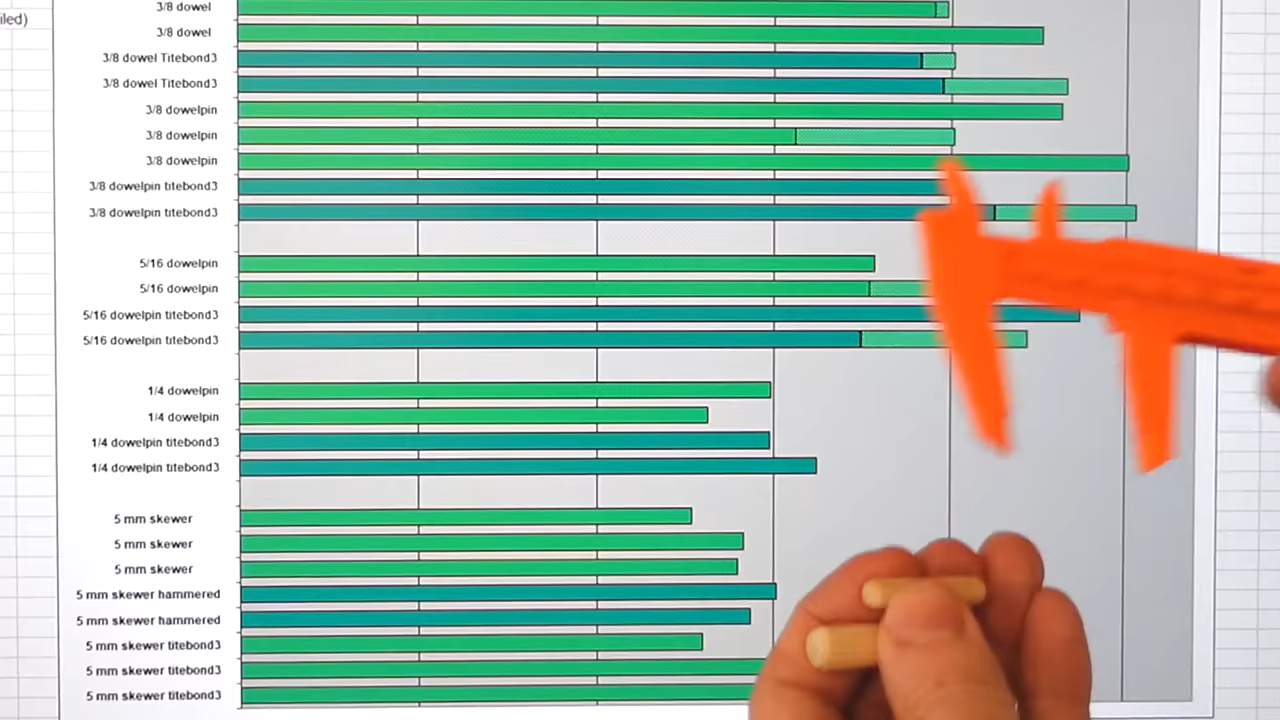 iled)
3/8 dowel
3/8 dowel
3/8 dowel Titebond3
3/8 dowel Titebond3
3/8 dowelpin
3/8 dowelpin
3/8 dowelpin
3/8 dowelpin titebond3
3/8 dowelpin titebond3
5/16 dowelpin
5/16 dowelpin
5/16 dowelpin titebond3
5/16 dowelpin titebond3
1/4 dowelpin
1/4 dowelpin
1/4 dowelpin titebond3
1/4 dowelpin titebond3
5 mm skewer
5 mm skewer
5 mm skewer
5 mm skewer hammered
5 mm skewer hammered
5 mm skewer titebond3
5 mm skewer titebond3
5 mm skewer titebond3